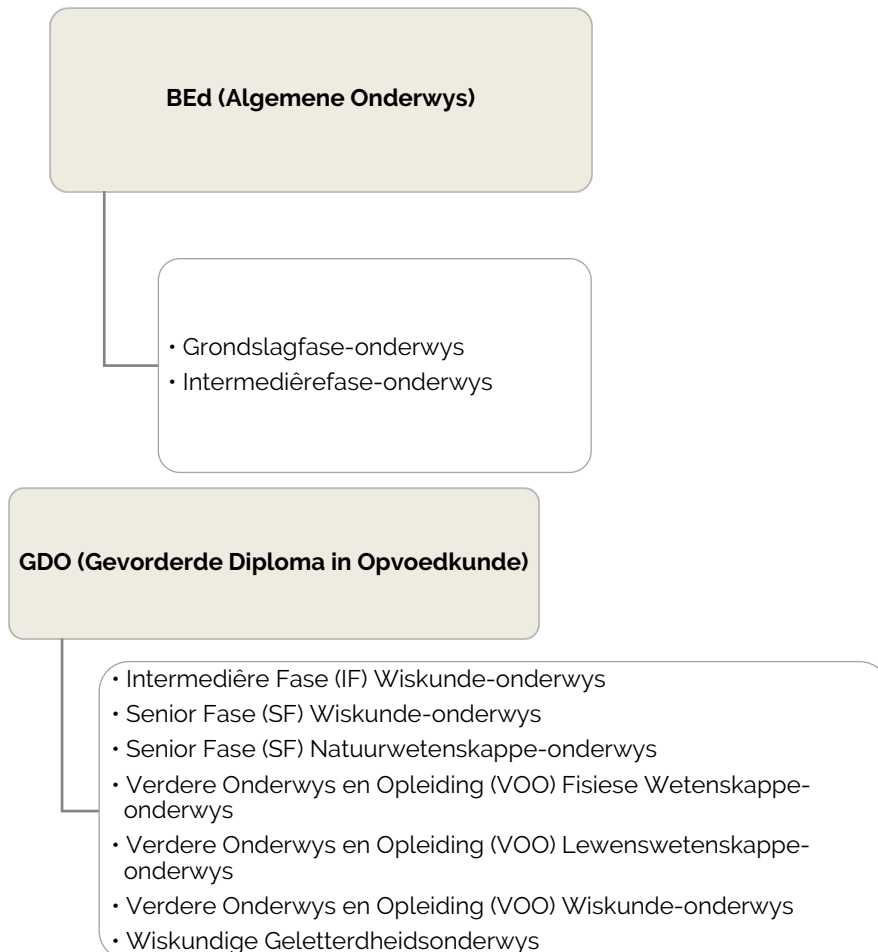 BEd (Algemene Onderwys)
• Grondslagfase-onderwys
• Intermediêrefase-onderwys
GDO (Gevorderde Diploma in Opvoedkunde)
• Intermediêre Fase (IF) Wiskunde-onderwys
• Senior Fase (SF) Wiskunde-onderwys
• Senior Fase (SF) Natuurwetenskappe-onderwys
• Verdere Onderwys en Opleiding (VOO) Fisiese Wetenskappe-
onderwys
• Verdere Onderwys en Opleiding (VOO) Lewenswetenskappe-
onderwys
• Verdere Onderwys en Opleiding (VOO) Wiskunde-onderwys
• Wiskundige Geletterdheidsonderwys